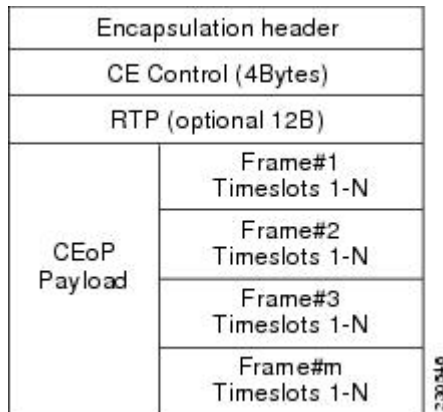 Encapsulation header
CE Control (4Bytes)
RTP (optional 12B)
CEoP
Payload
Frame#1
Timeslots 1-N
Frame#2
Timeslots 1-N
Frame#3
Timeslots 1-N
Frame#m
Timeslots 1-N